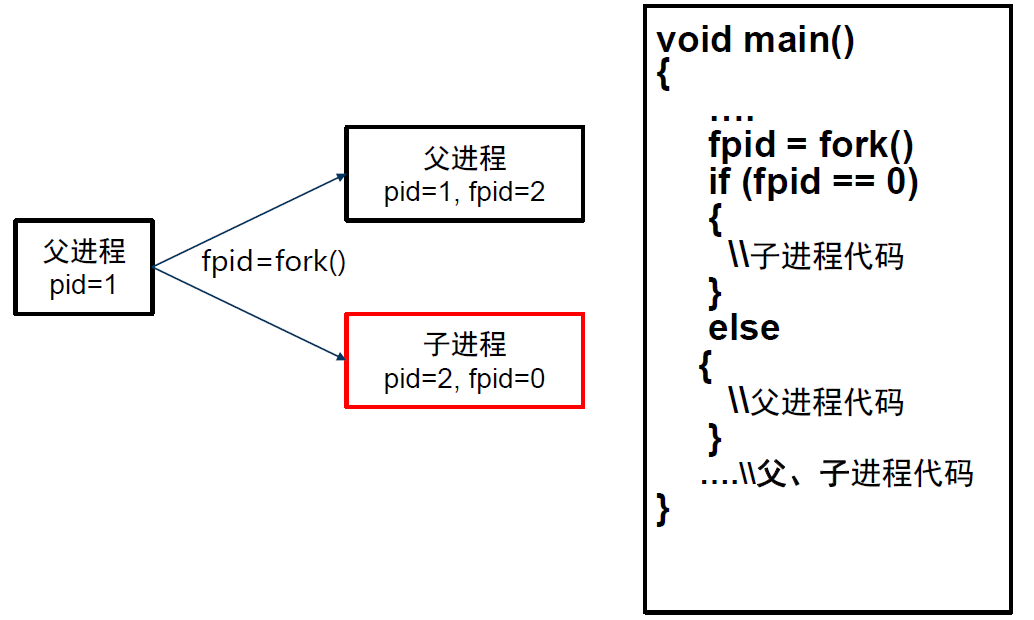 父进程
pid=1
fpid=fork()
父进程
pid=1, fpid=2
子进程
pid=2, fpid=0
void main()
{
....
fpid = fork()
if (fpid == 0)
{
\\子进程代码
}
else
{
\\父进程代码
}
....\\父、子进程代码
}